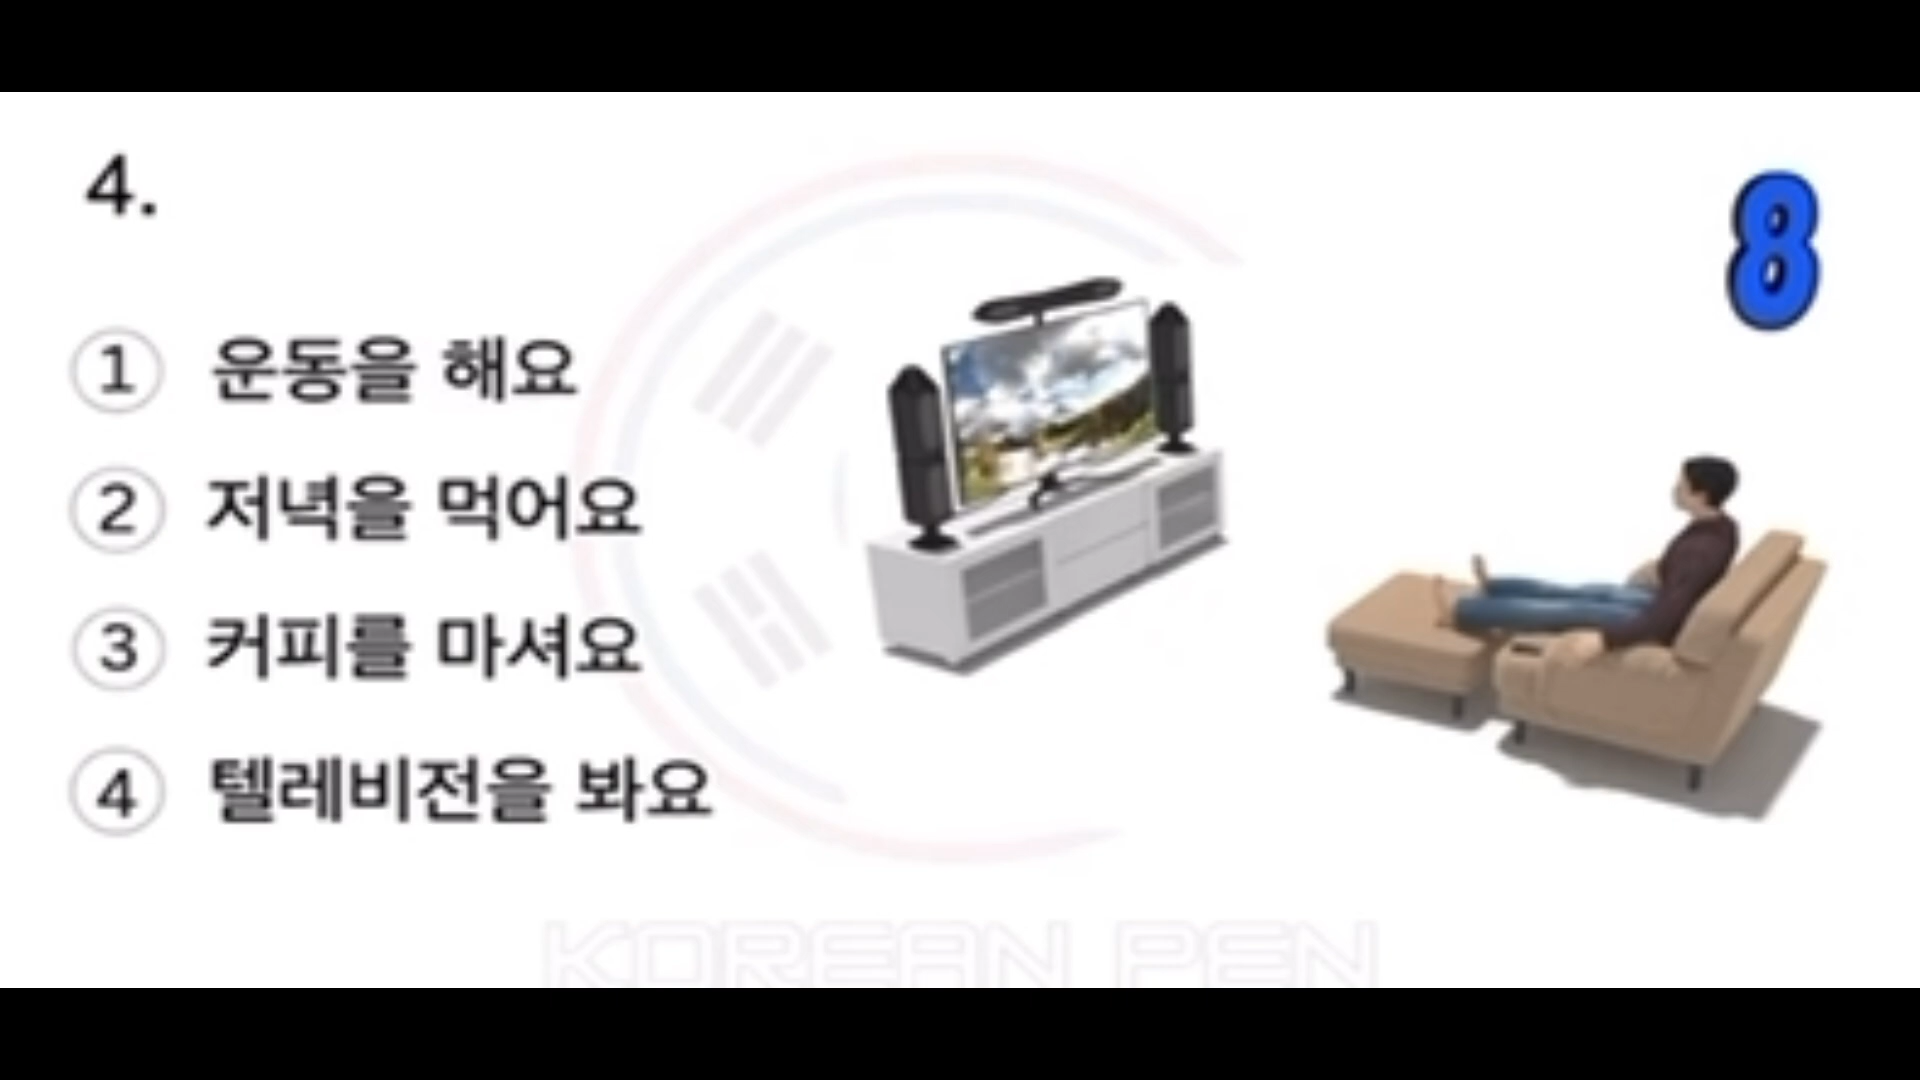 4.
8
1 운동을 해요
2 저녁을 먹어요
3 커피를 마셔요
4 텔레비전을 봐요
KOREAN PEN